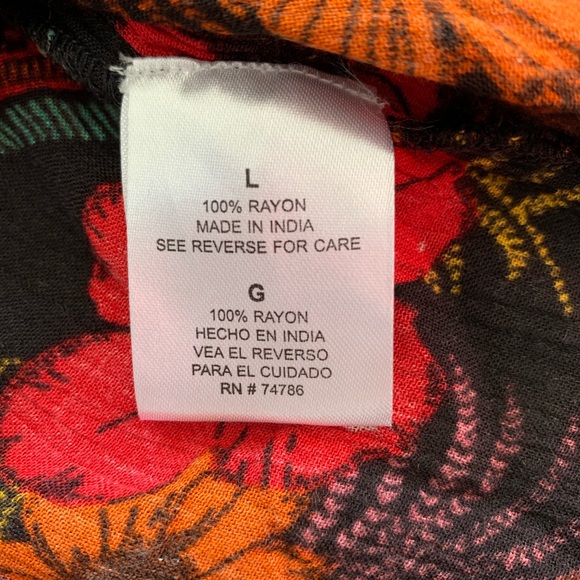 L
100% RAYON
MADE IN INDIA
SEE REVERSE FOR CARE
G
100% RAYON
HECHO EN INDIA
VEA EL REVERSO
PARA EL CUIDADO
RN # 74786